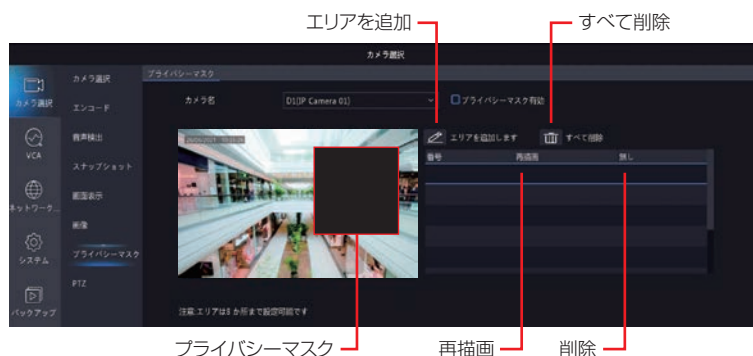 エリアを追加 すべて削除
カメラ選択
カメラ選択 プライバシーマスク
カメラ選択
カメラ名 D1(IP Camera 01) プライバシーマスク有効
エンコード
音声検出
エリアを追加します すべて削除
VCA
番号 再描画 無し
スナップショット
画面表示
ネットワーク...
画像
システム
プライバシーマスク
PTZ
バックアップ
注意:エリアは8 か所まで設定可能です
プライバシーマスク 再描画 削除